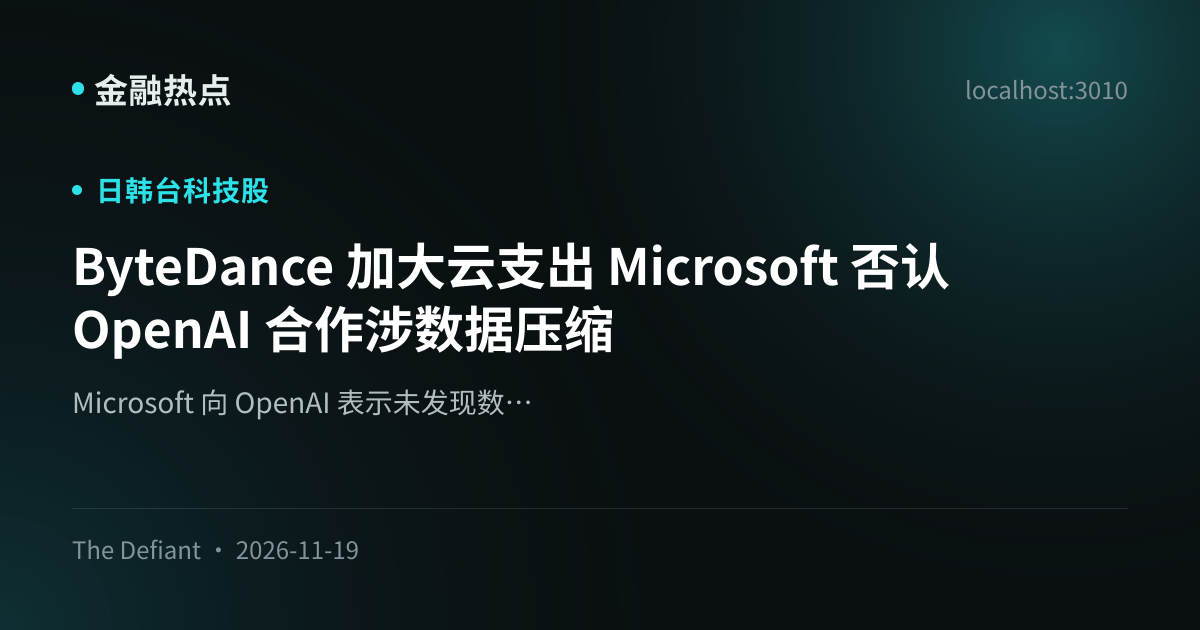 金融热点
localhost:3010
日韩台科技股
ByteDance 加大云支出 Microsoft 否认
OpenAI 合作涉数据压缩
Microsoft 向 OpenAI 表示未发现数…
The Defiant · 2026-11-19